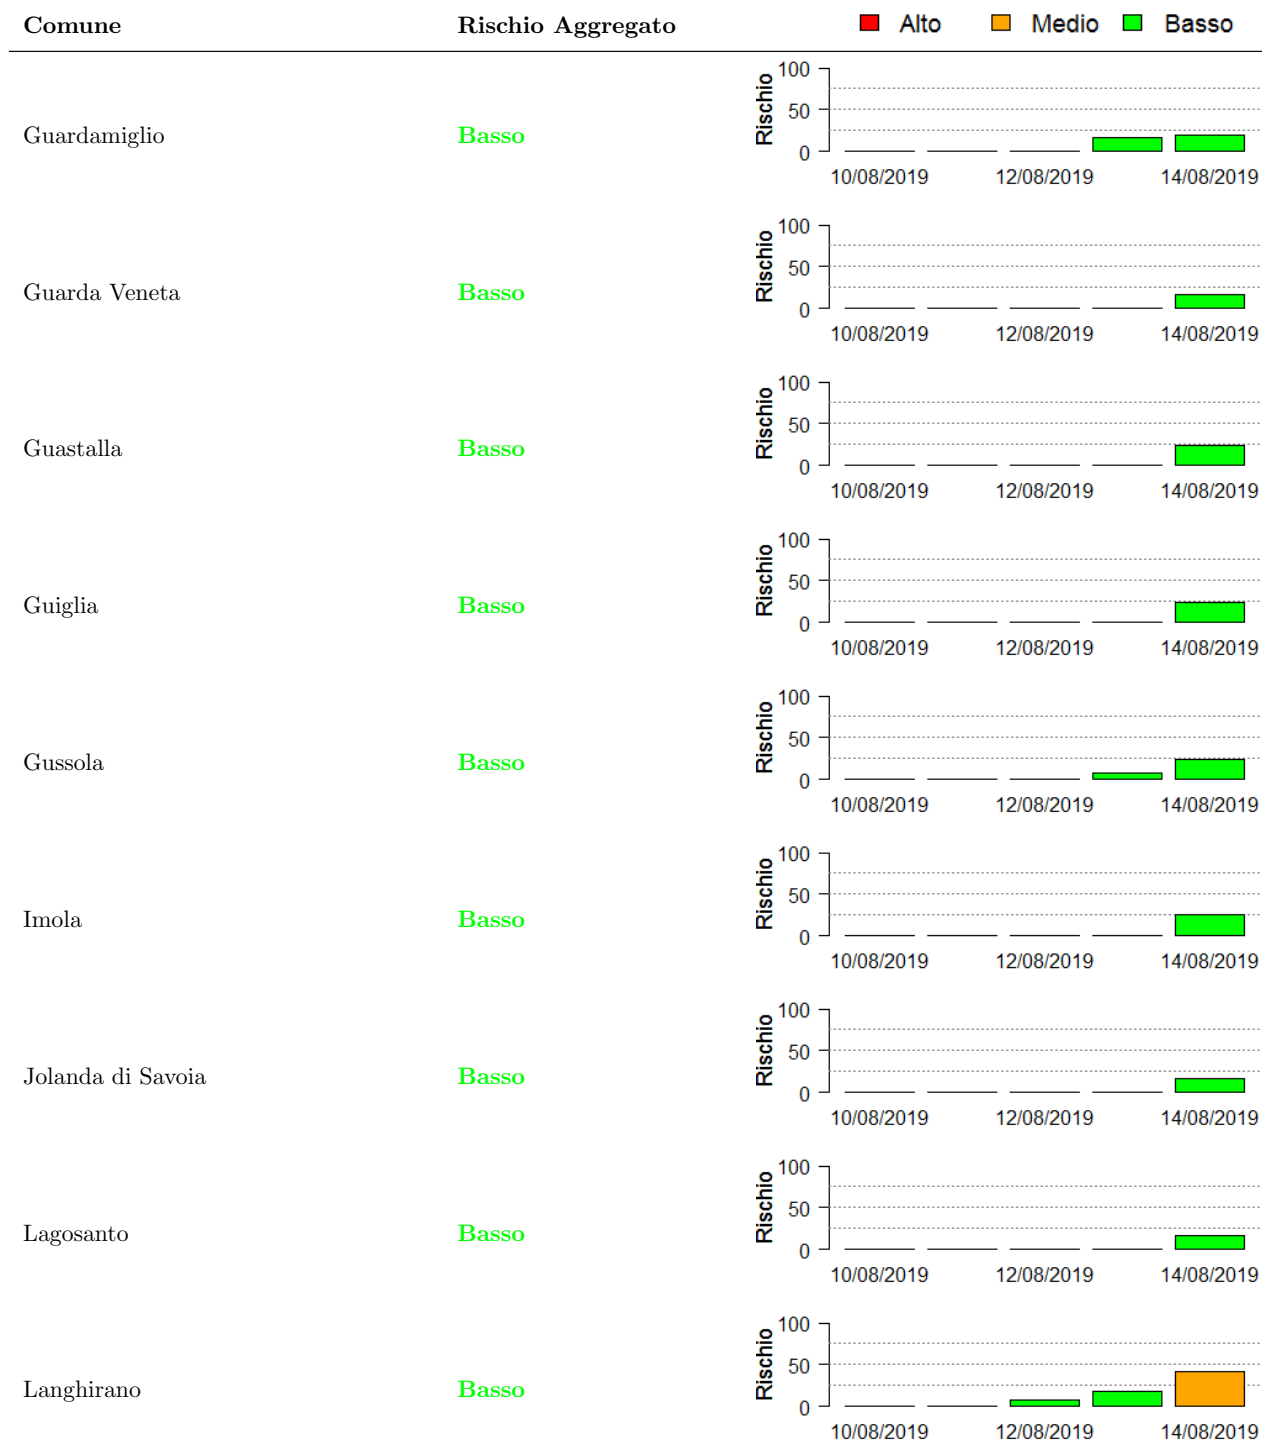 Comune Rischio Aggregato Alto Medio Basso
Guardamiglio Basso Rischio 100 50 0
10/08/2019 12/08/2019 14/08/2019
Guarda Veneta Basso Rischio 100 50 0
10/08/2019 12/08/2019 14/08/2019
Guastalla Basso Rischio 100 50 0
10/08/2019 12/08/2019 14/08/2019
Guiglia Basso Rischio 100 50 0
10/08/2019 12/08/2019 14/08/2019
Gussola Basso Rischio 100 50 0
10/08/2019 12/08/2019 14/08/2019
Imola Basso Rischio 100 50 0
10/08/2019 12/08/2019 14/08/2019
Jolanda di Savoia Basso Rischio 100 50 0
10/08/2019 12/08/2019 14/08/2019
Lagosanto Basso Rischio 100 50 0
10/08/2019 12/08/2019 14/08/2019
Langhirano Basso Rischio 100 50 0
10/08/2019 12/08/2019 14/08/2019